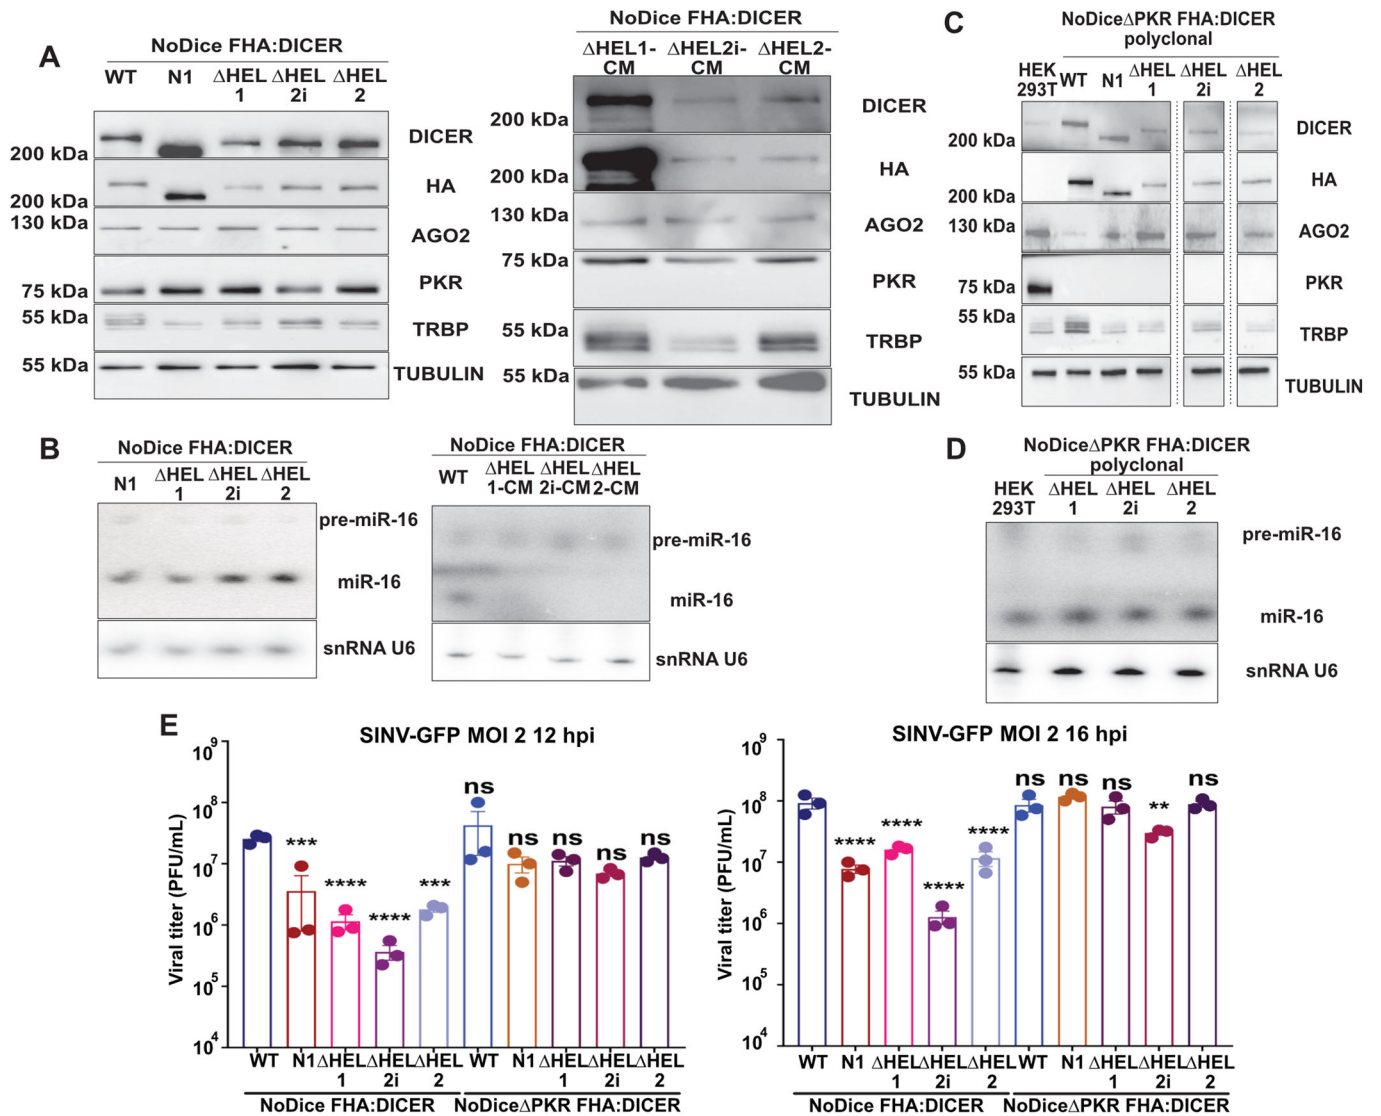 A
NoDice FHA:DICER
WT N1 ΔHEL 1 ΔHEL 2i ΔHEL 2
200 kDa DICER
200 kDa HA
130 kDa AGO2
75 kDa PKR
55 kDa TRBP
55 kDa TUBULIN
NoDice FHA:DICER
ΔHEL1-CM ΔHEL2i-CM ΔHEL2-CM
200 kDa DICER
200 kDa HA
130 kDa AGO2
75 kDa PKR
55 kDa TRBP
55 kDa TUBULIN
C
NoDiceΔPKR FHA:DICER
polyclonal
HEK 293T WT N1 ΔHEL 1 ΔHEL 2i ΔHEL 2
200 kDa DICER
200 kDa HA
130 kDa AGO2
75 kDa PKR
55 kDa TRBP
55 kDa TUBULIN
B
NoDice FHA:DICER
N1 ΔHEL 1 ΔHEL 2i ΔHEL 2
pre-miR-16
miR-16
snRNA U6
NoDice FHA:DICER
WT ΔHEL 1-CM ΔHEL 2i-CM ΔHEL 2-CM
pre-miR-16
miR-16
snRNA U6
D
NoDiceΔPKR FHA:DICER
polyclonal
HEK 293T ΔHEL 1 ΔHEL 2i ΔHEL 2
pre-miR-16
miR-16
snRNA U6
E
SINV-GFP MOI 2 12 hpi
Viral titer (PFU/mL)
10⁹
10⁸
10⁷
10⁶
10⁵
10⁴
*** **** **** *** ns ns ns ns ns
WT N1 ΔHEL 1 ΔHEL 2i ΔHEL 2 WT N1 ΔHEL 1 ΔHEL 2i ΔHEL 2
NoDice FHA:DICER NoDiceΔPKR FHA:DICER
SINV-GFP MOI 2 16 hpi
Viral titer (PFU/mL)
10⁹
10⁸
10⁷
10⁶
10⁵
10⁴
**** **** **** **** ns ns ns ** ns
WT N1 ΔHEL 1 ΔHEL 2i ΔHEL 2 WT N1 ΔHEL 1 ΔHEL 2i ΔHEL 2
NoDice FHA:DICER NoDiceΔPKR FHA:DICER